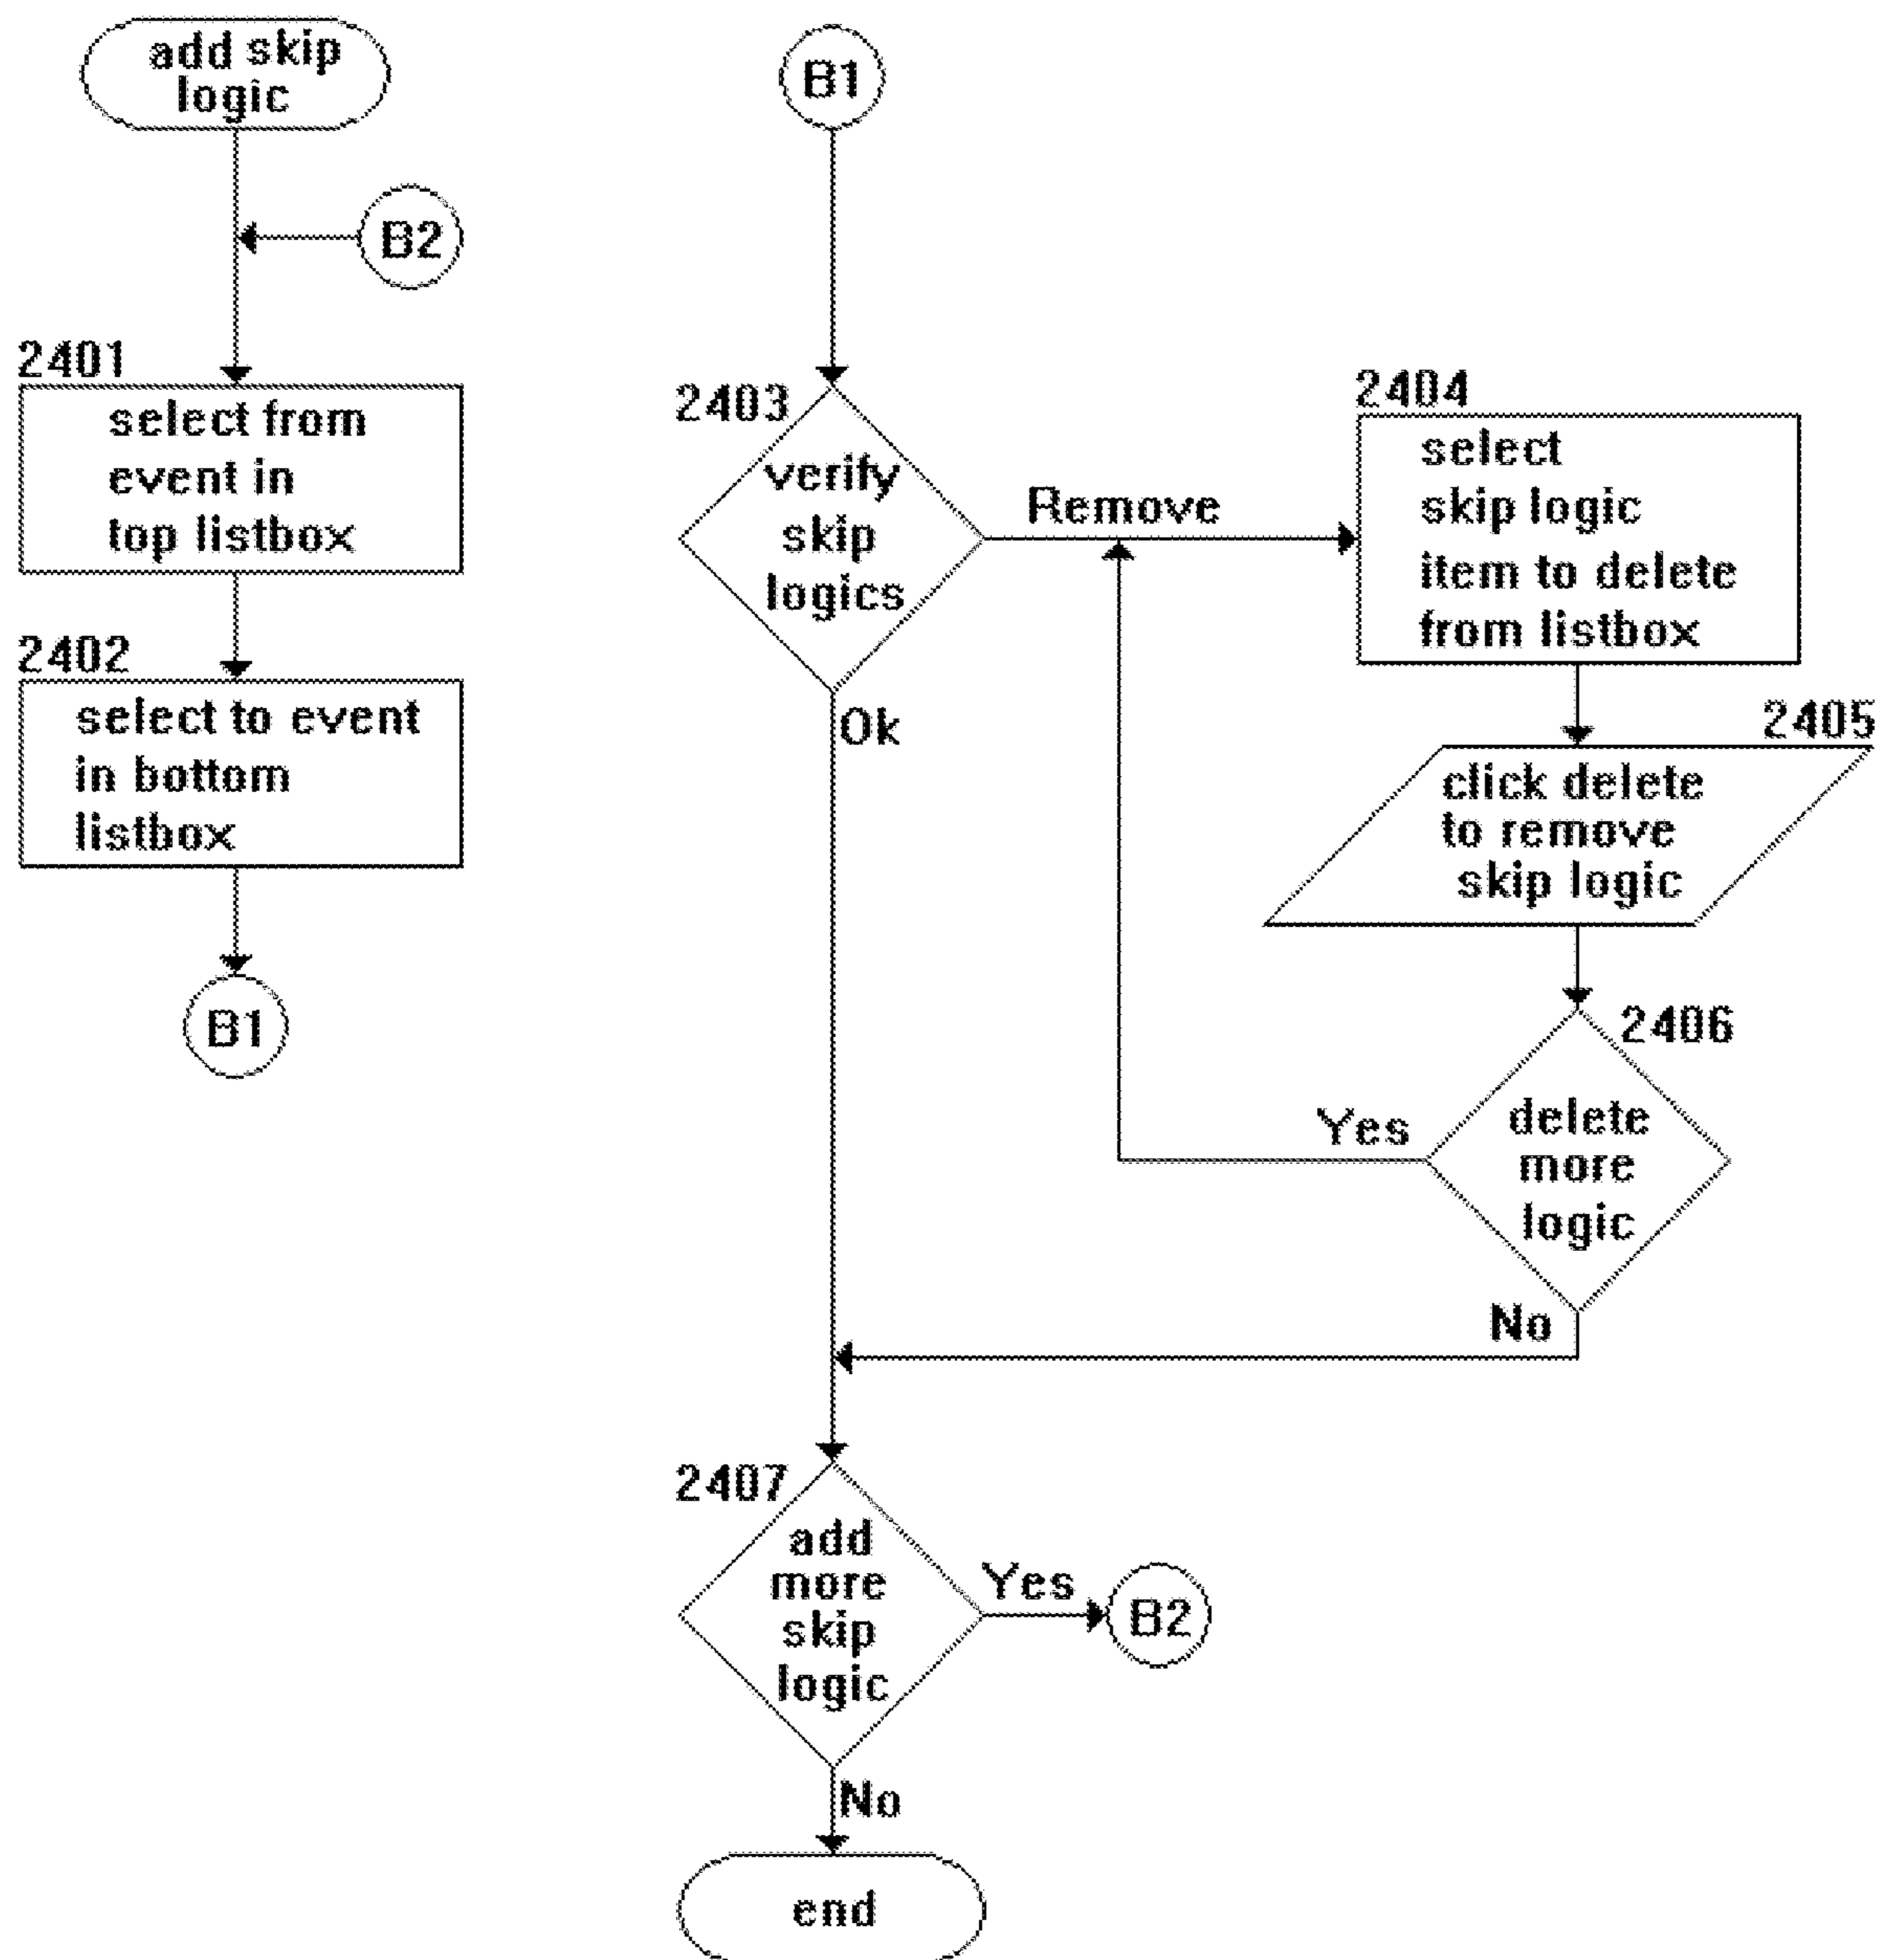 add skip
logic
B2
2401
select from
event in
top listbox
2402
select to event
in bottom
listbox
B1
B1
2403
verify
skip
logics
Remove
Ok
2404
select
skip logic
item to delete
from listbox
2405
click delete
to remove
skip logic
2406
delete
more
logic
Yes
No
2407
add
more
skip
logic
Yes
B2
No
end